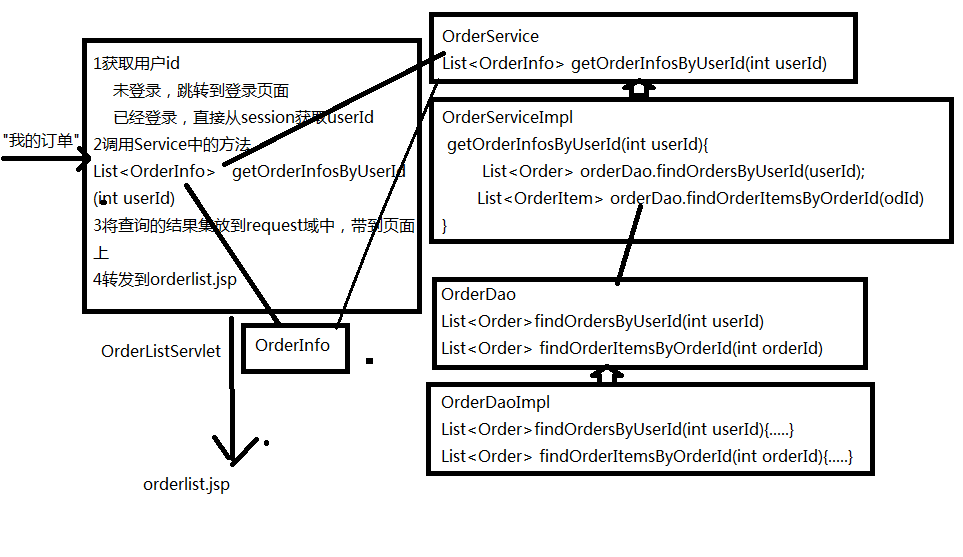 "我的订单"
1获取用户id
未登录，跳转到登录页面
已经登录，直接从session获取userId
2调用Service中的方法
List<OrderInfo> getOrderInfosByUserId
(int userId)
3将查询的结果集放到request域中，带到页面
上
4转发到orderlist.jsp
OrderListServlet
OrderInfo
orderlist.jsp
OrderService
List<OrderInfo> getOrderInfosByUserId(int userId)
OrderServiceImpl
getOrderInfosByUserId(int userId){
List<Order> orderDao.findOrdersByUserId(userId);
List<OrderItem> orderDao.findOrderItemsByOrderId(odId)
}
OrderDao
List<Order>findOrdersByUserId(int userId)
List<Order> findOrderItemsByOrderId(int orderId)
OrderDaoImpl
List<Order>findOrdersByUserId(int userId){.....}
List<Order> findOrderItemsByOrderId(int orderId){.....}